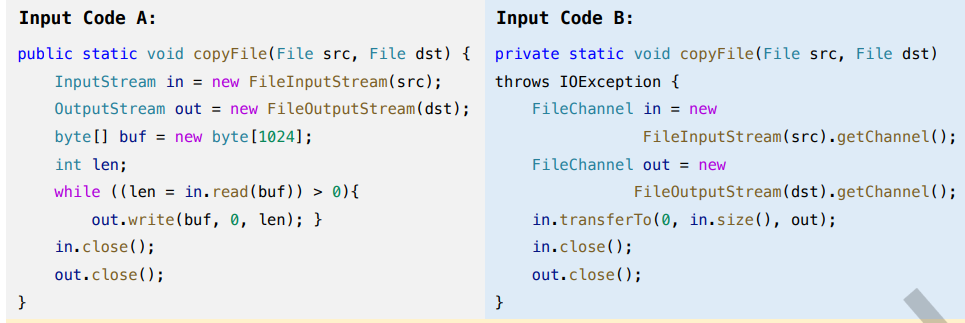 Input Code A:
public static void copyFile(File src, File dst) {
    InputStream in = new FileInputStream(src);
    OutputStream out = new FileOutputStream(dst);
    byte[] buf = new byte[1024];
    int len;
    while ((len = in.read(buf)) > 0){
        out.write(buf, 0, len); }
    in.close();
    out.close();
}
Input Code B:
private static void copyFile(File src, File dst)
throws IOException {
    FileChannel in = new
                FileInputStream(src).getChannel();
    FileChannel out = new
               FileOutputStream(dst).getChannel();
    in.transferTo(0, in.size(), out);
    in.close();
    out.close();
}